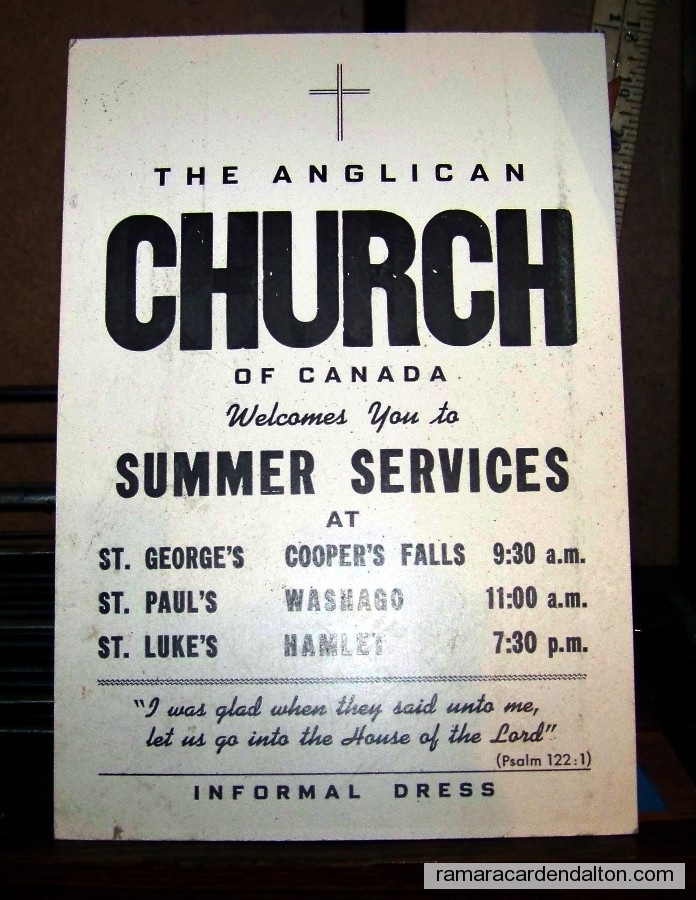 THE ANGLICAN
CHURCH
OF CANADA
Welcomes You to
SUMMER SERVICES
AT
ST. GEORGE'S COOPER'S FALLS 9:30 a.m.
ST. PAUL'S WASHAGO 11:00 a.m.
ST. LUKE'S HAMLET 7:30 p.m.
"I was glad when they said unto me,
let us go into the House of the Lord"
(Psalm 122:1)
INFORMAL DRESS
ramaracardendalton.com